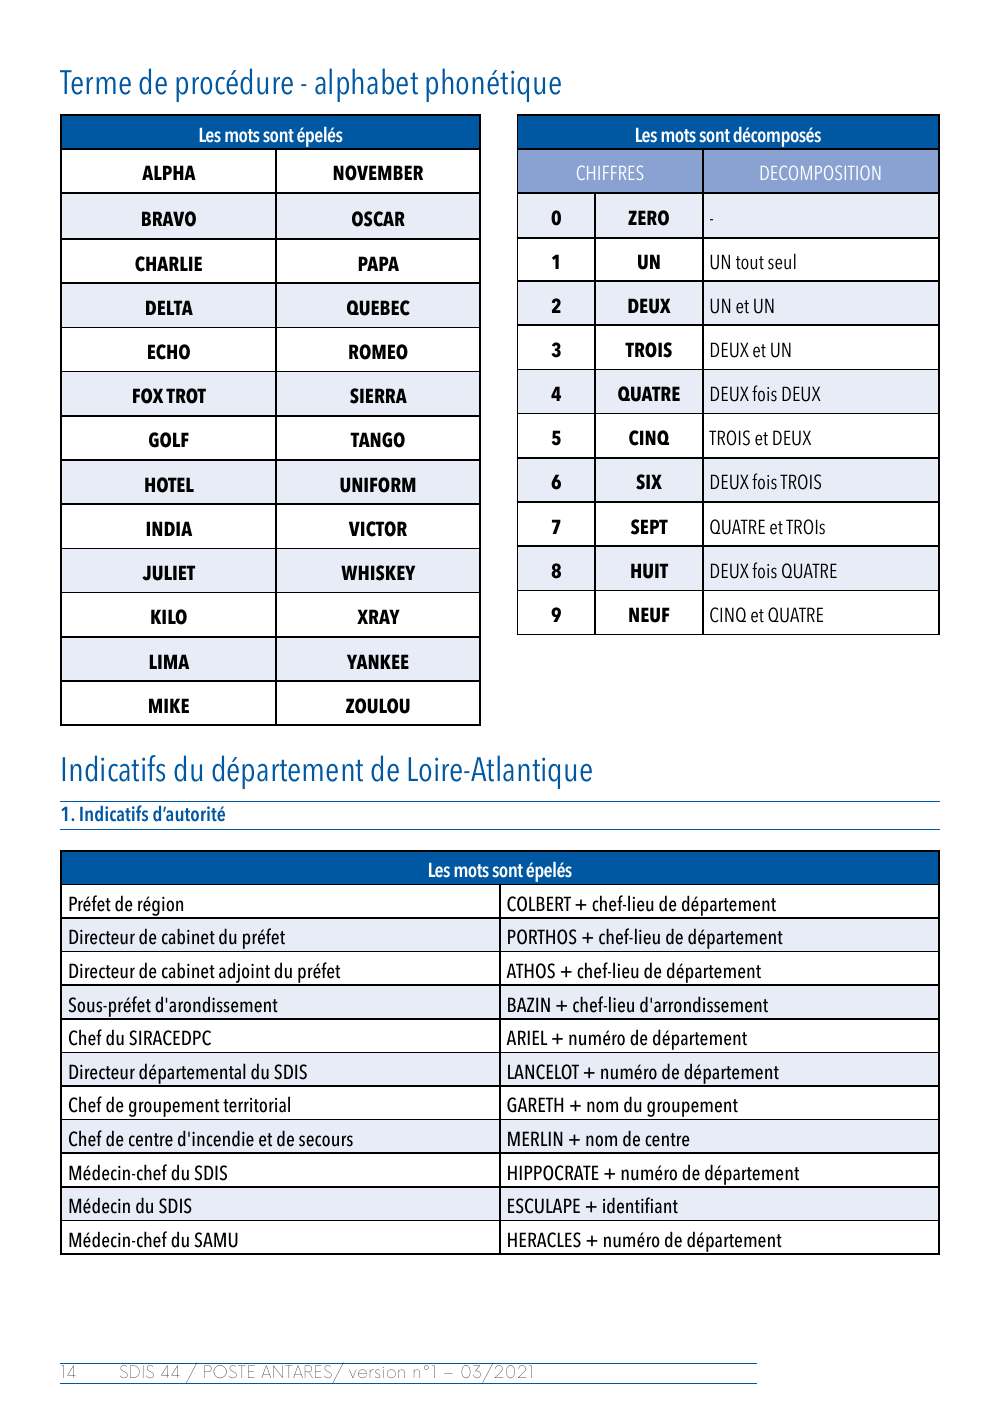 Terme de procédure - alphabet phonétique
Les mots sont épelés
ALPHA NOVEMBER
BRAVO OSCAR
CHARLIE PAPA
DELTA QUEBEC
ECHO ROMEO
FOX TROT SIERRA
GOLF TANGO
HOTEL UNIFORM
INDIA VICTOR
JULIET WHISKEY
KILO XRAY
LIMA YANKEE
MIKE ZOULOU
Les mots sont décomposés
CHIFFRES DECOMPOSITION
0 ZERO -
1 UN UN tout seul
2 DEUX UN et UN
3 TROIS DEUX et UN
4 QUATRE DEUX fois DEUX
5 CINQ TROIS et DEUX
6 SIX DEUX fois TROIS
7 SEPT QUATRE et TROIs
8 HUIT DEUX fois QUATRE
9 NEUF CINQ et QUATRE
Indicatifs du département de Loire-Atlantique
1. Indicatifs d’autorité
Les mots sont épelés
Préfet de région COLBERT + chef-lieu de département
Directeur de cabinet du préfet PORTHOS + chef-lieu de département
Directeur de cabinet adjoint du préfet ATHOS + chef-lieu de département
Sous-préfet d'arondissement BAZIN + chef-lieu d'arrondissement
Chef du SIRACEDPC ARIEL + numéro de département
Directeur départemental du SDIS LANCELOT + numéro de département
Chef de groupement territorial GARETH + nom du groupement
Chef de centre d'incendie et de secours MERLIN + nom de centre
Médecin-chef du SDIS HIPPOCRATE + numéro de département
Médecin du SDIS ESCULAPE + identifiant
Médecin-chef du SAMU HERACLES + numéro de département
14 SDIS 44 / POSTE ANTARES/ version n°1 – 03/2021